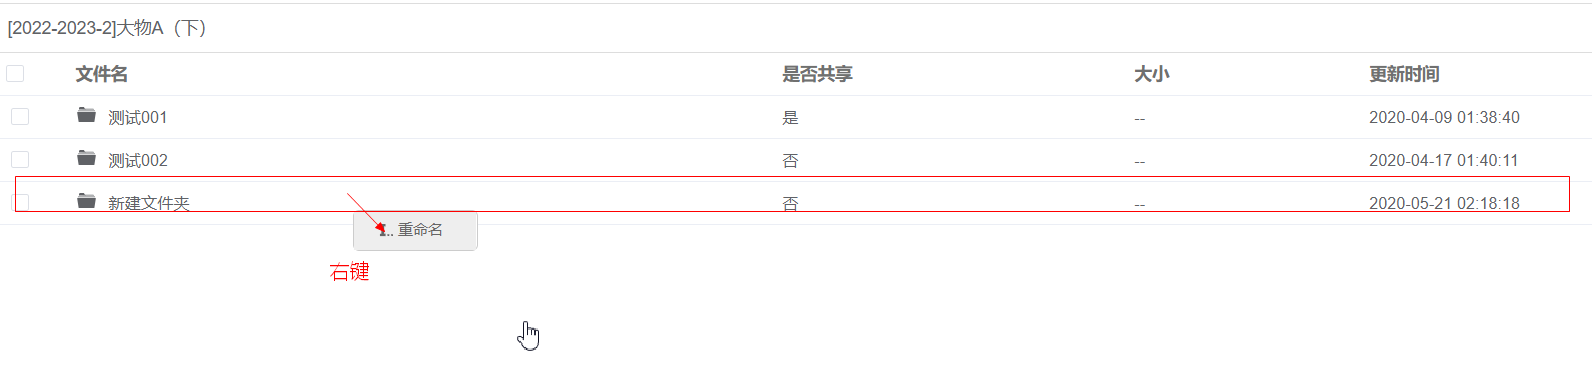 [2022-2023-2]大物A（下）
文件名 是否共享 大小 更新时间
测试001 是 -- 2020-04-09 01:38:40
测试002 否 -- 2020-04-17 01:40:11
新建文件夹 否 -- 2020-05-21 02:18:18
重命名
右键